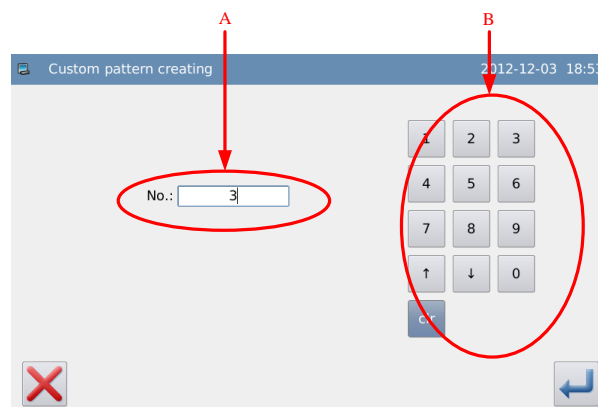 A B
Custom pattern creating 2012-12-03 18:53
1 2 3
No.: 3
4 5 6
7 8 9
↑ ↓ 0
clr